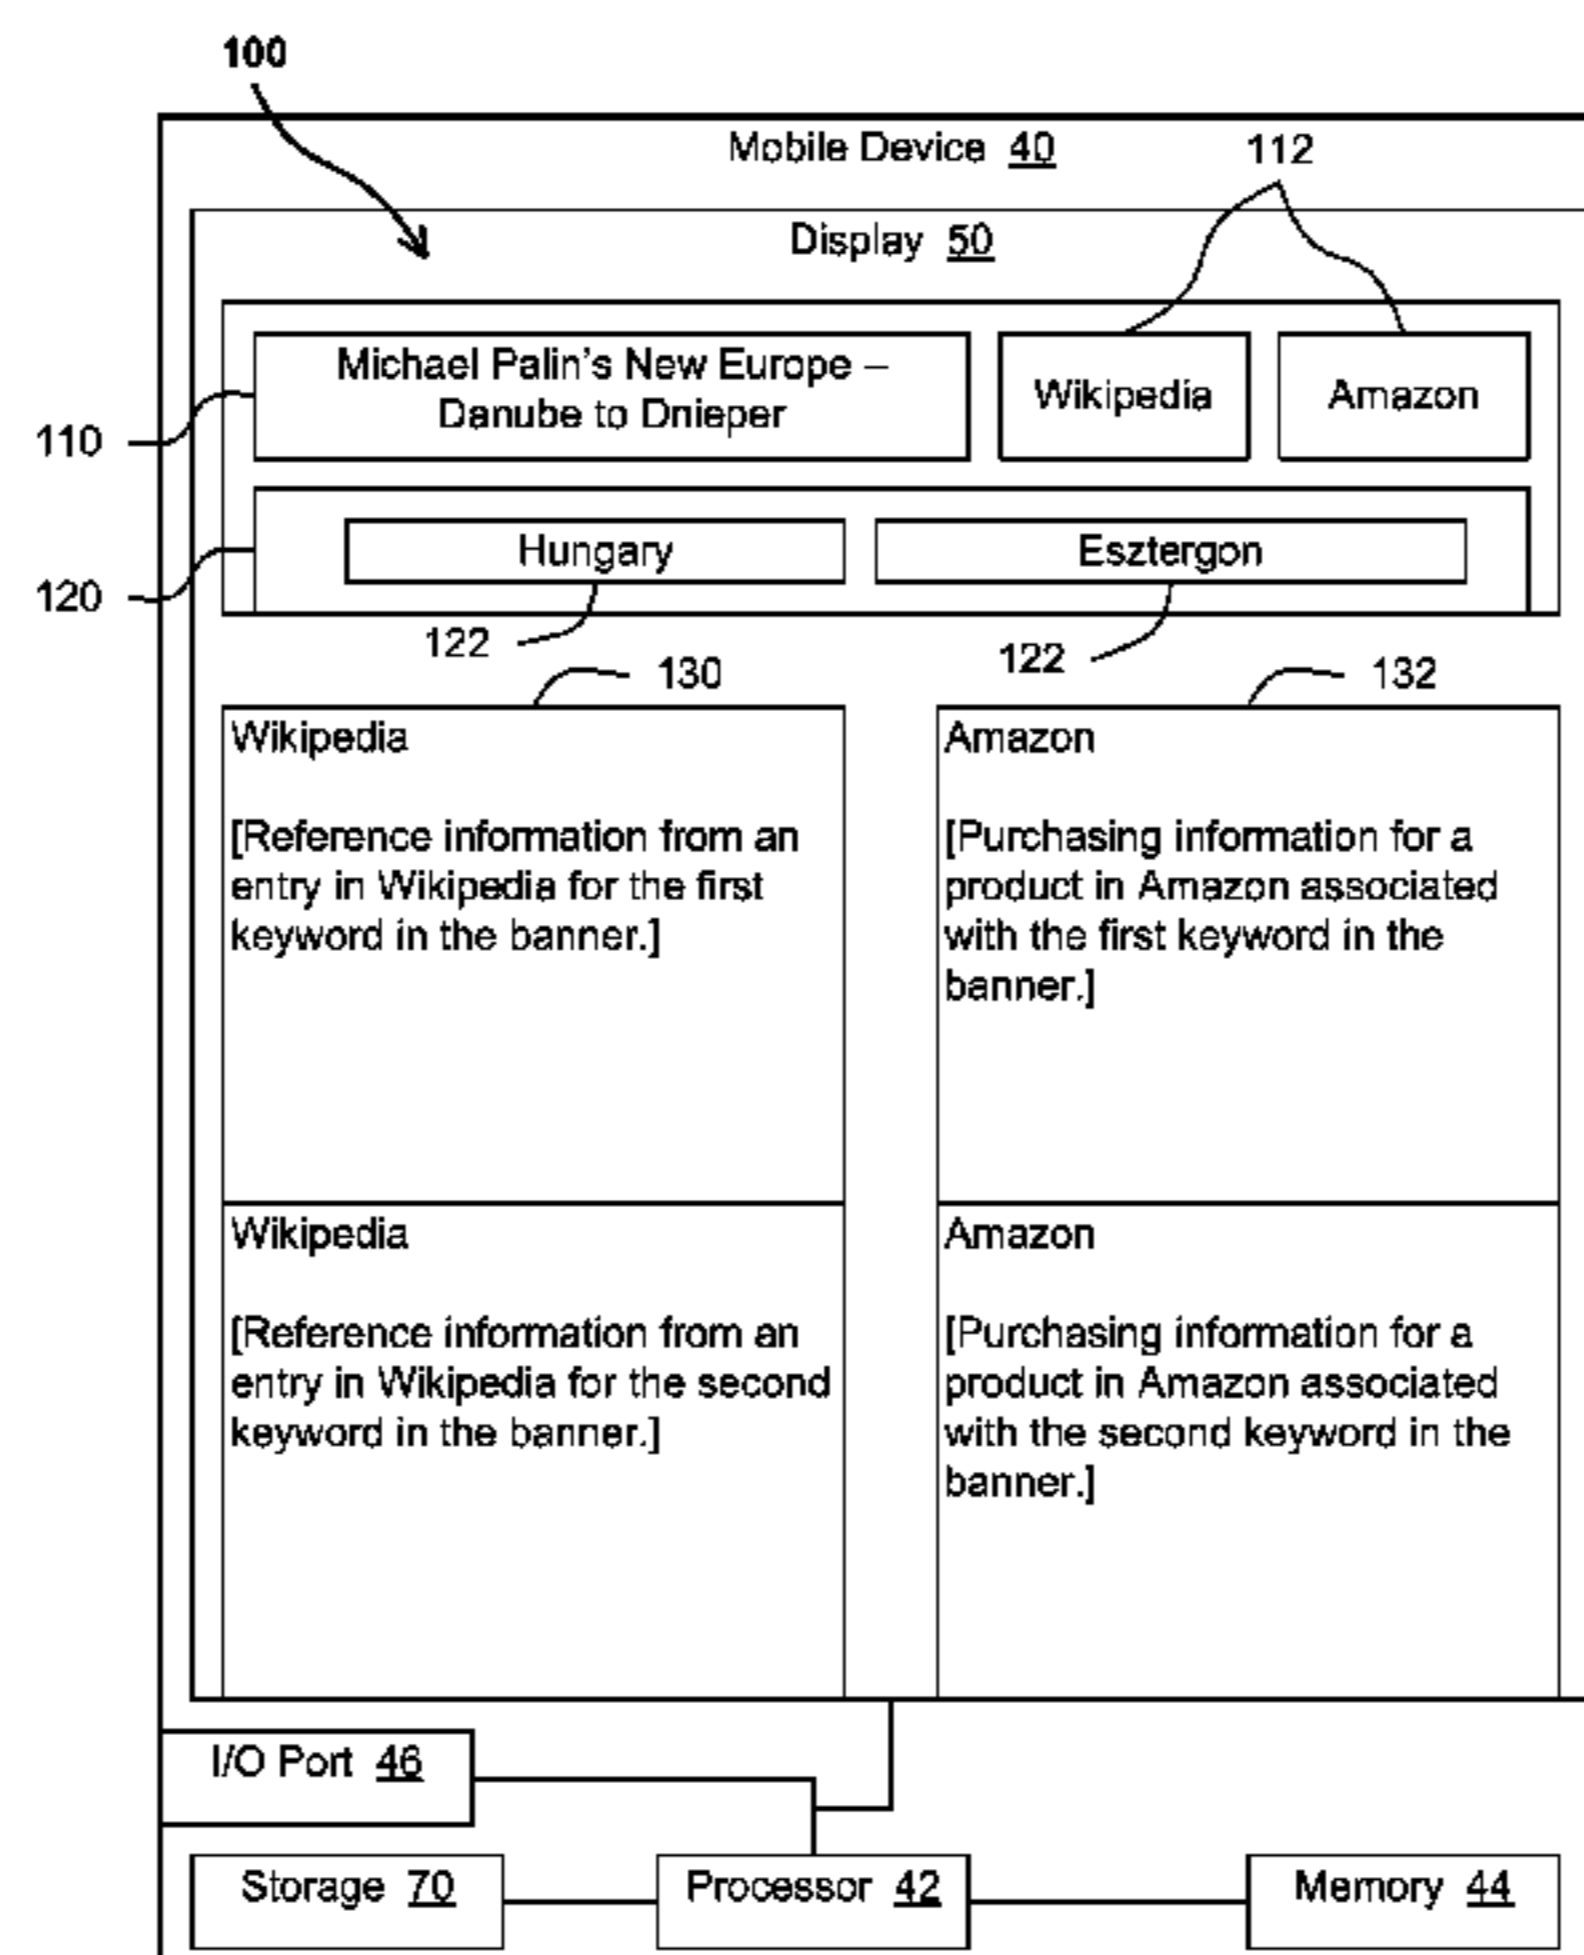 100
Mobile Device 40
112
Display 50
Michael Palin's New Europe –
Danube to Dnieper
Wikipedia
Amazon
110
Hungary
Esztergon
120
122
122
130
132
Wikipedia
[Reference information from an
entry in Wikipedia for the first
keyword in the banner.]
Amazon
[Purchasing information for a
product in Amazon associated
with the first keyword in the
banner.]
Wikipedia
[Reference information from an
entry in Wikipedia for the second
keyword in the banner.]
Amazon
[Purchasing information for a
product in Amazon associated
with the second keyword in the
banner.]
I/O Port 46
Storage 70
Processor 42
Memory 44